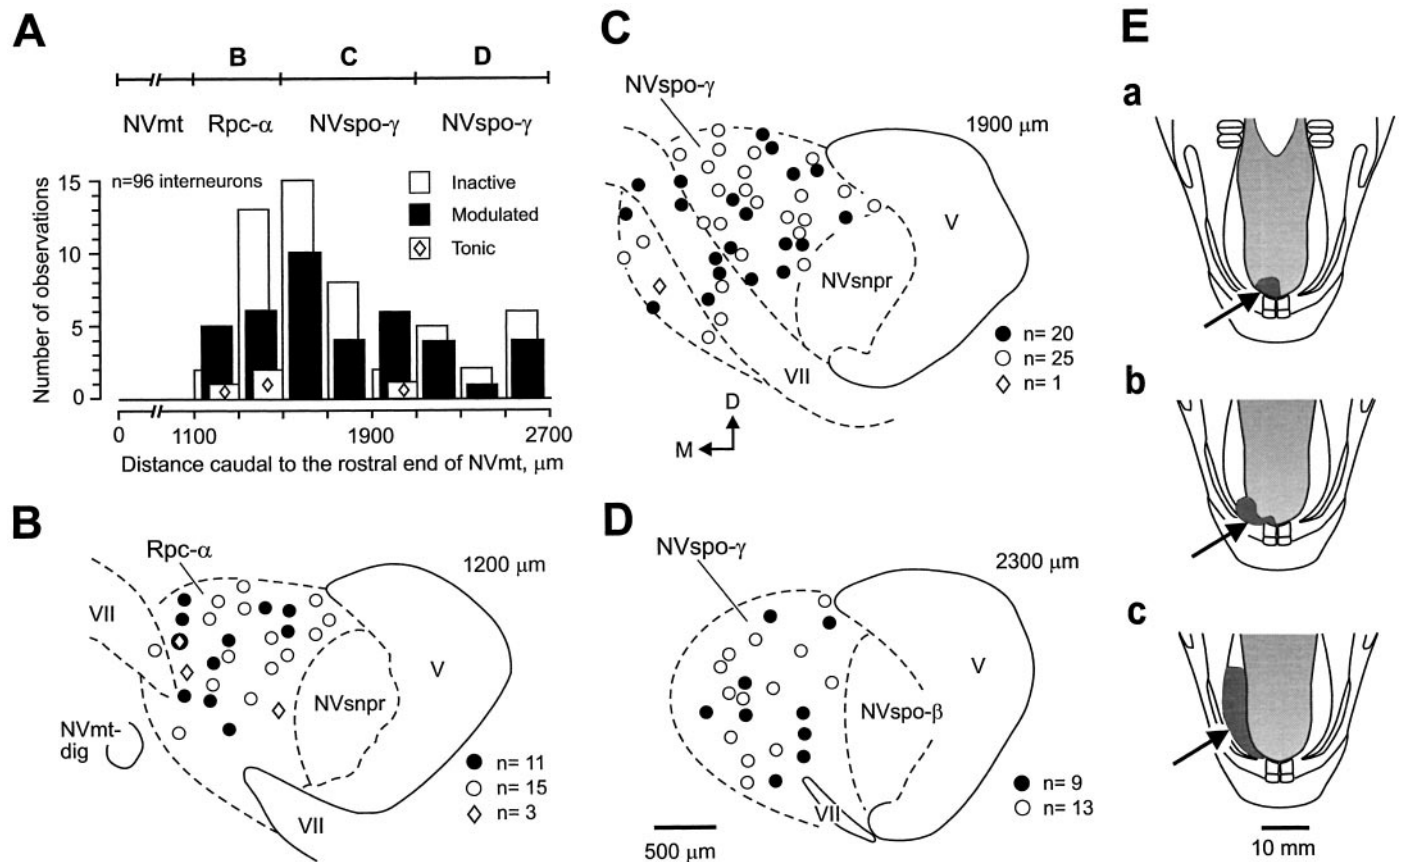 A
B C D
NVmt Rpc-α NVspo-γ NVspo-γ
n=96 interneurons
Inactive
Modulated
Tonic
Number of observations
15
10
5
0
0 1100 1900 2700
Distance caudal to the rostral end of NVmt, μm
B
Rpc-α
1200 μm
VII
V
NVsnpr
NVmt-
dig
VII
n= 11
n= 15
n= 3
C
NVspo-γ
1900 μm
V
NVsnpr
VII
n= 20
n= 25
n= 1
D
M
D
NVspo-γ
2300 μm
V
NVspo-β
VII
n= 9
n= 13
500 μm
E
a
b
c
10 mm